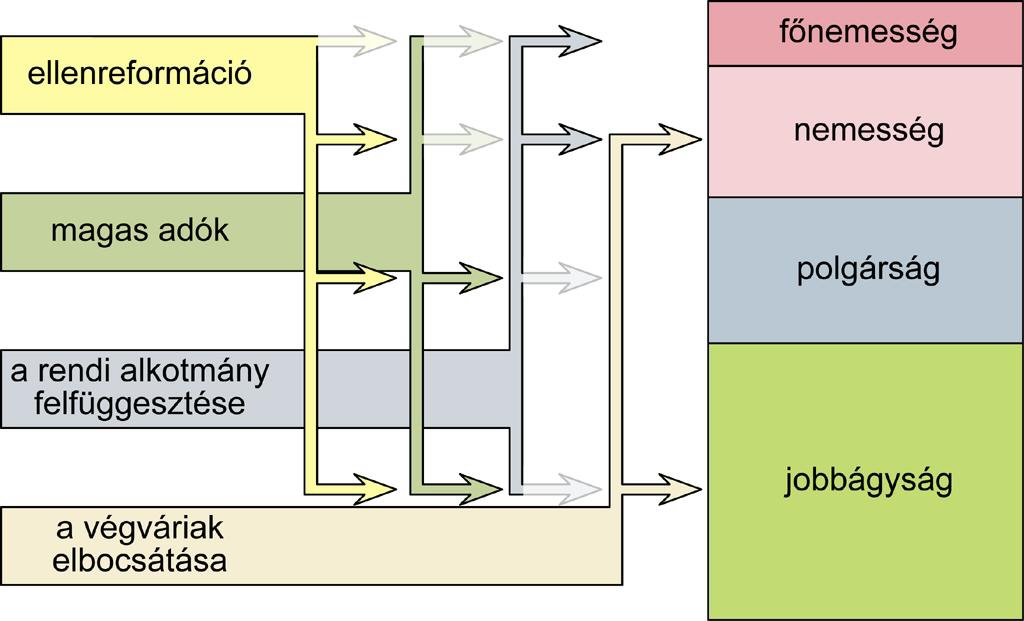 ellenreformáció
magas adók
a rendi alkotmány
felfüggesztése
a végváriak
elbocsátása
főnemesség
nemesség
polgárság
jobbágyság